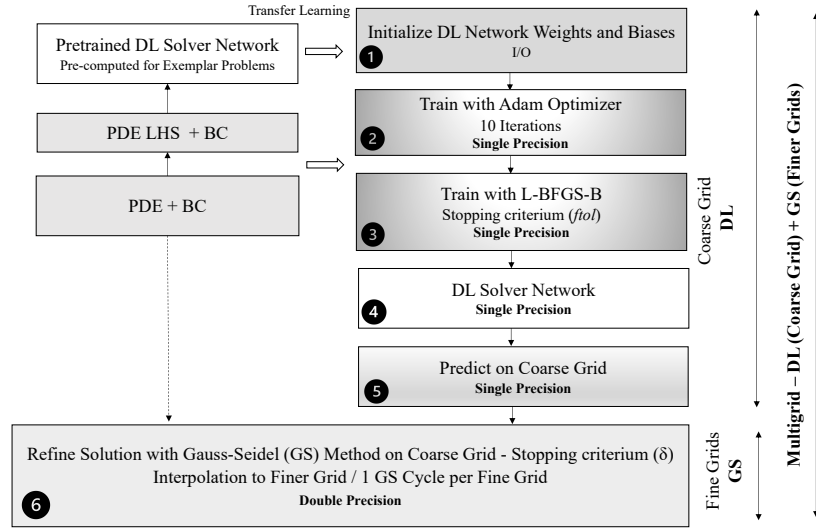 Transfer Learning
Pretrained DL Solver Network
Pre-computed for Exemplar Problems
PDE LHS + BC
PDE + BC
Initialize DL Network Weights and Biases
I/O
1
Train with Adam Optimizer
10 Iterations
Single Precision
2
Train with L-BFGS-B
Stopping criterion (ftol)
Single Precision
3
DL Solver Network
Single Precision
4
Predict on Coarse Grid
Single Precision
5
Refine Solution with Gauss-Seidel (GS) Method on Coarse Grid - Stopping criterion (δ)
Interpolation to Finer Grid / 1 GS Cycle per Fine Grid
Double Precision
6
Coarse Grid
DL
Fine Grids
GS
Multigrid – DL (Coarse Grid) + GS (Finer Grids)